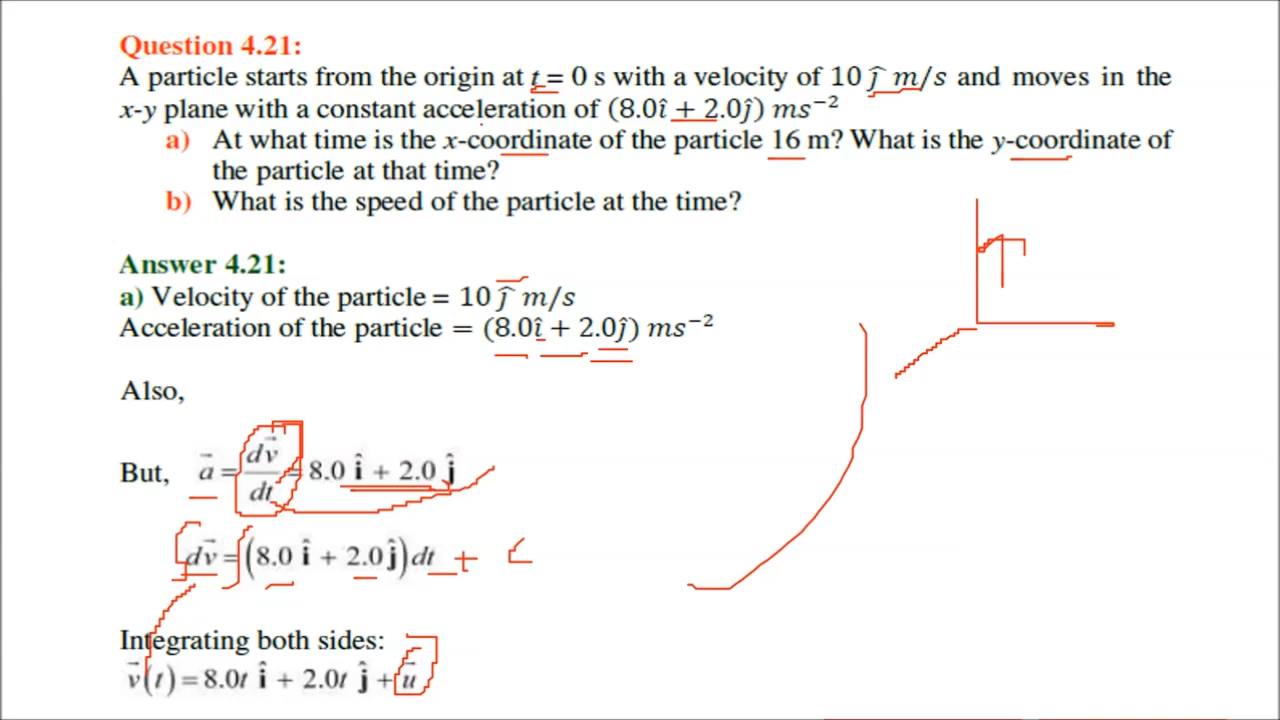 Question 4.21:
A particle starts from the origin at t = 0 s with a velocity of 10 ĵ m/s and moves in the
x-y plane with a constant acceleration of (8.0î + 2.0ĵ) ms⁻²
a) At what time is the x-coordinate of the particle 16 m? What is the y-coordinate of
the particle at that time?
b) What is the speed of the particle at the time?
Answer 4.21:
a) Velocity of the particle = 10 ĵ m/s
Acceleration of the particle = (8.0î + 2.0ĵ) ms⁻²
Also,
But, a⃗ = dv⃗/dt = 8.0 î + 2.0 ĵ
dv⃗ = (8.0 î + 2.0 ĵ) dt + c
Integrating both sides:
v⃗(t) = 8.0t î + 2.0t ĵ + u⃗